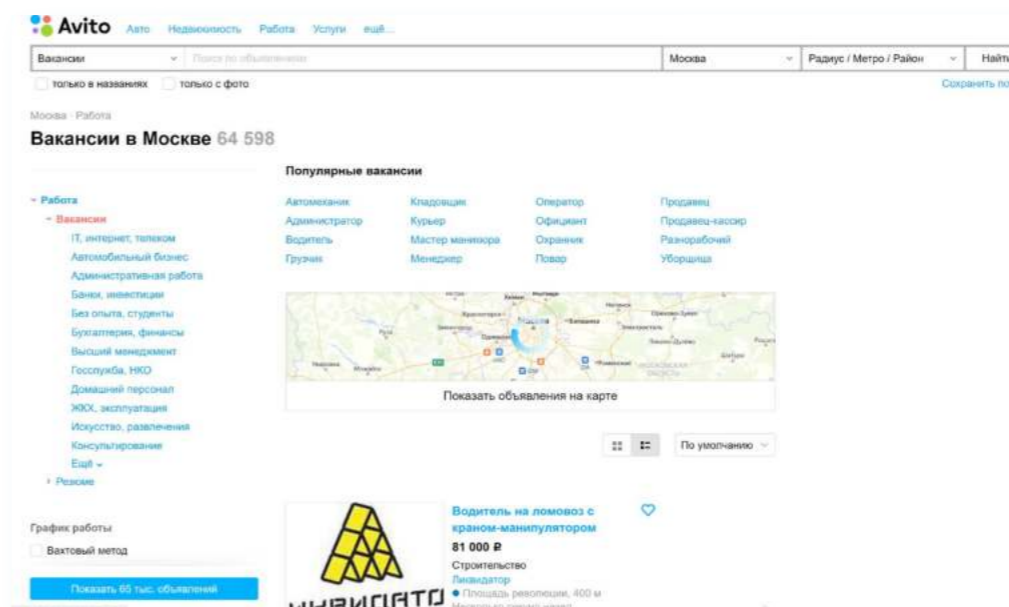 Avito Авто Недвижимость Работа Услуги ещё...
Вакансии Поиск по объявлениям Москва Радиус / Метро / Район Найти
только в названиях только с фото
Сохранить по
Москва · Работа
Вакансии в Москве 64 598
Популярные вакансии
Автомеханик Кладовщик Оператор Продавец
Администратор Курьер Официант Продавец-кассир
Водитель Мастер маникюра Охранник Разнорабочий
Грузчик Менеджер Повар Уборщица
Работа
Вакансии
IT, интернет, телеком
Автомобильный бизнес
Административная работа
Банки, инвестиции
Без опыта, студенты
Бухгалтерия, финансы
Высший менеджмент
Госслужба, НКО
Домашний персонал
ЖКХ, эксплуатация
Искусство, развлечения
Консультирование
Ещё
Резюме
График работы
Вахтовый метод
Показать 65 тыс. объявлений
Москва
Показать объявления на карте
По умолчанию
Водитель на ломовоз с
краном-манипулятором
81 000 ₽
Строительство
Ликвидатор
Площадь революции, 400 м